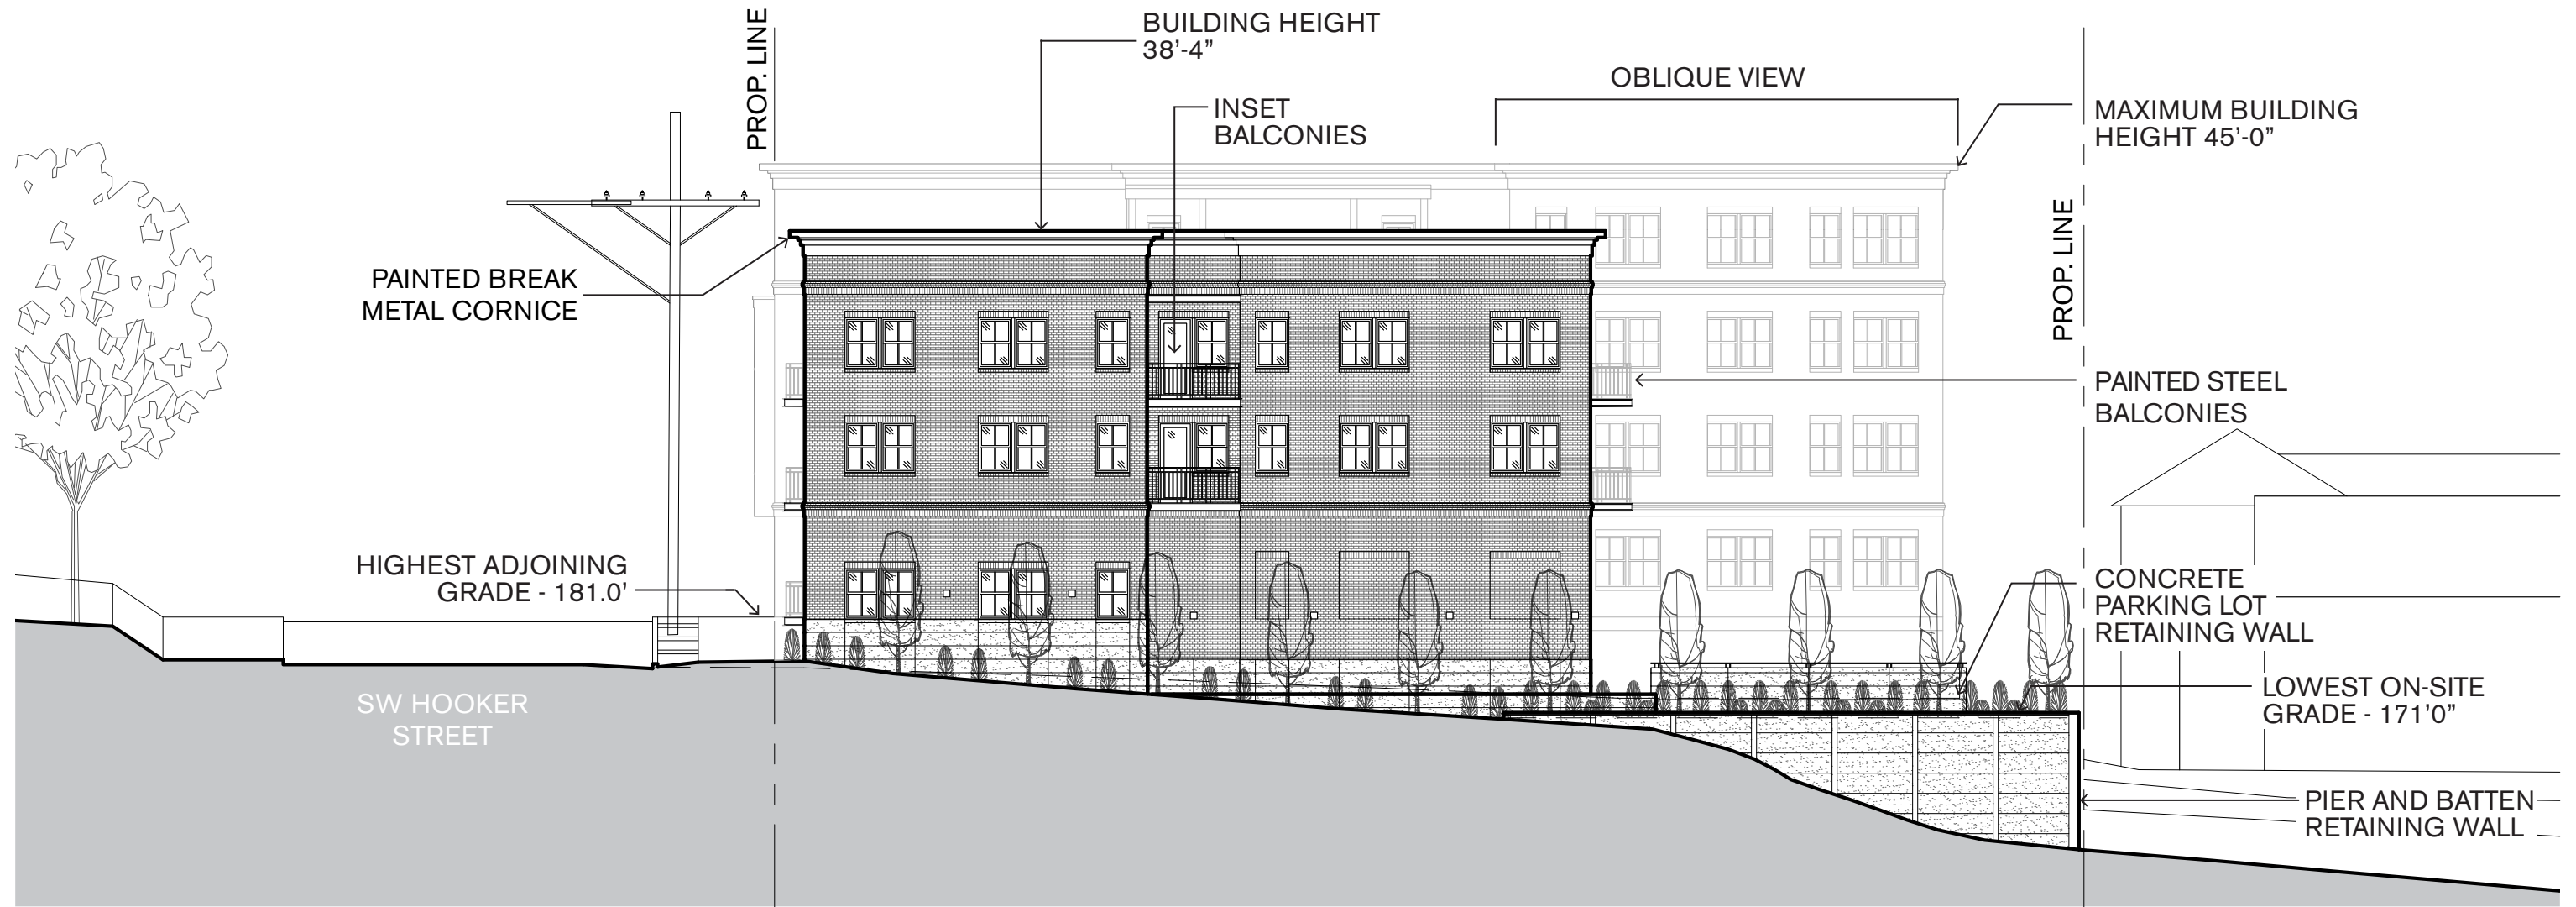 PROP. LINE
BUILDING HEIGHT
38’-4”
OBLIQUE VIEW
INSET
BALCONIES
MAXIMUM BUILDING
HEIGHT 45’-0”
PROP. LINE
PAINTED BREAK
METAL CORNICE
PAINTED STEEL
BALCONIES
HIGHEST ADJOINING
GRADE - 181.0’
CONCRETE
PARKING LOT
RETAINING WALL
LOWEST ON-SITE
GRADE - 171’0”
SW HOOKER
STREET
PIER AND BATTEN
RETAINING WALL